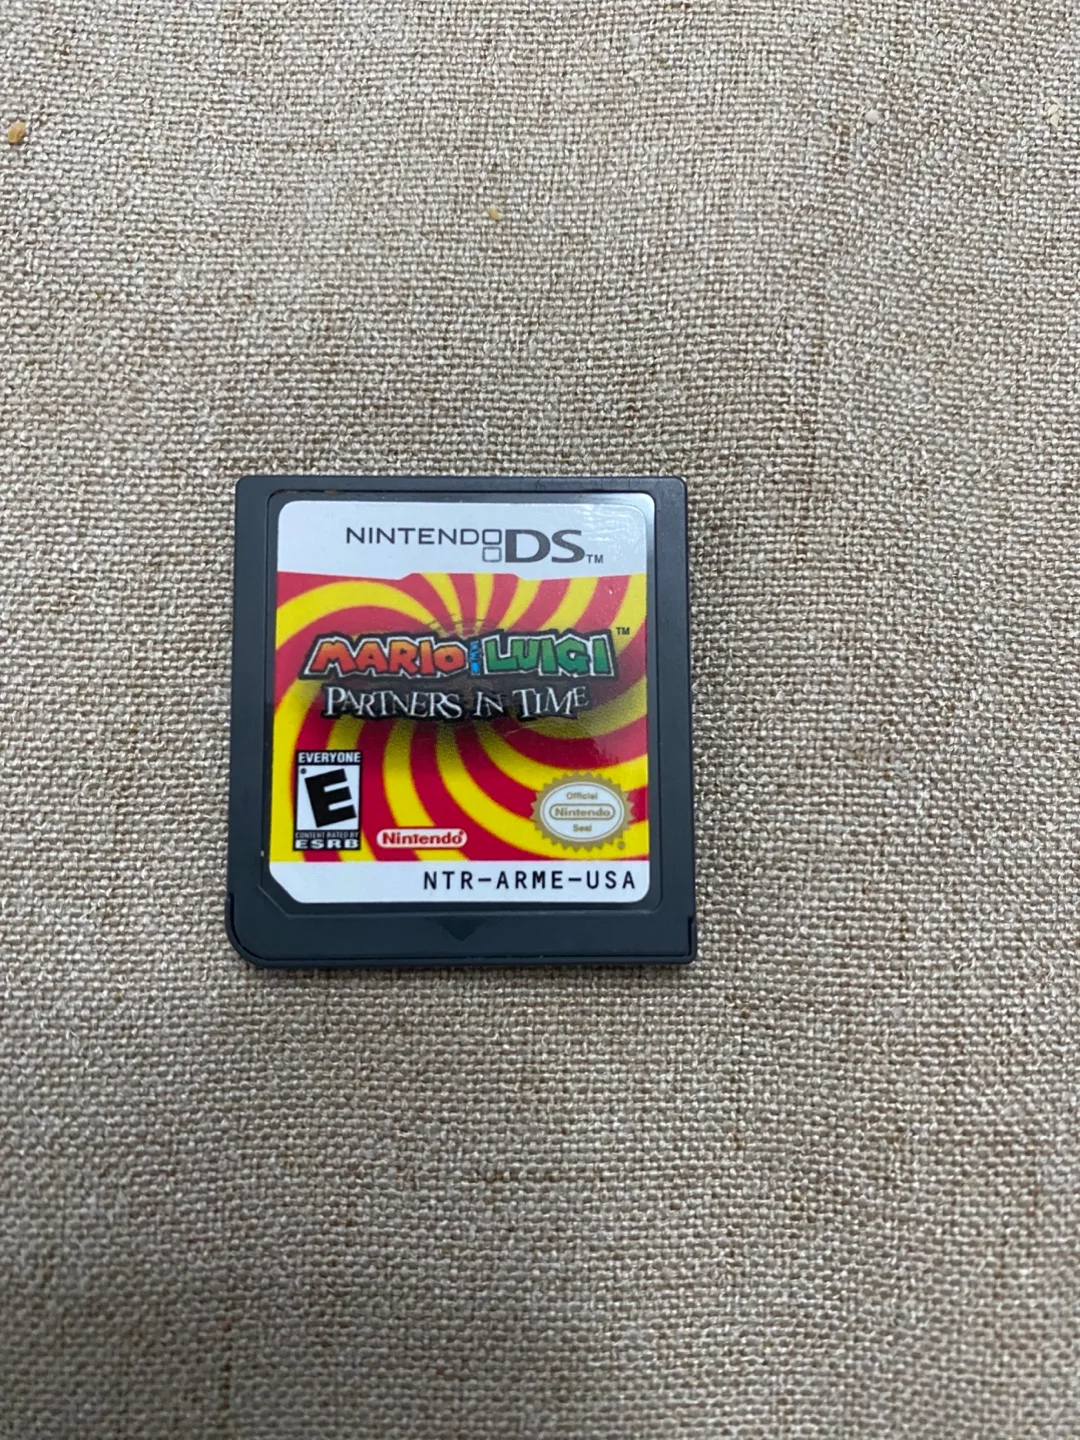 NINTENDO DS™
MARIO & LUIGI™
PARTNERS IN TIME
EVERYONE
E
CONTENT RATED BY
ESRB
Nintendo®
Official
Nintendo
Seal
NTR-ARME-USA